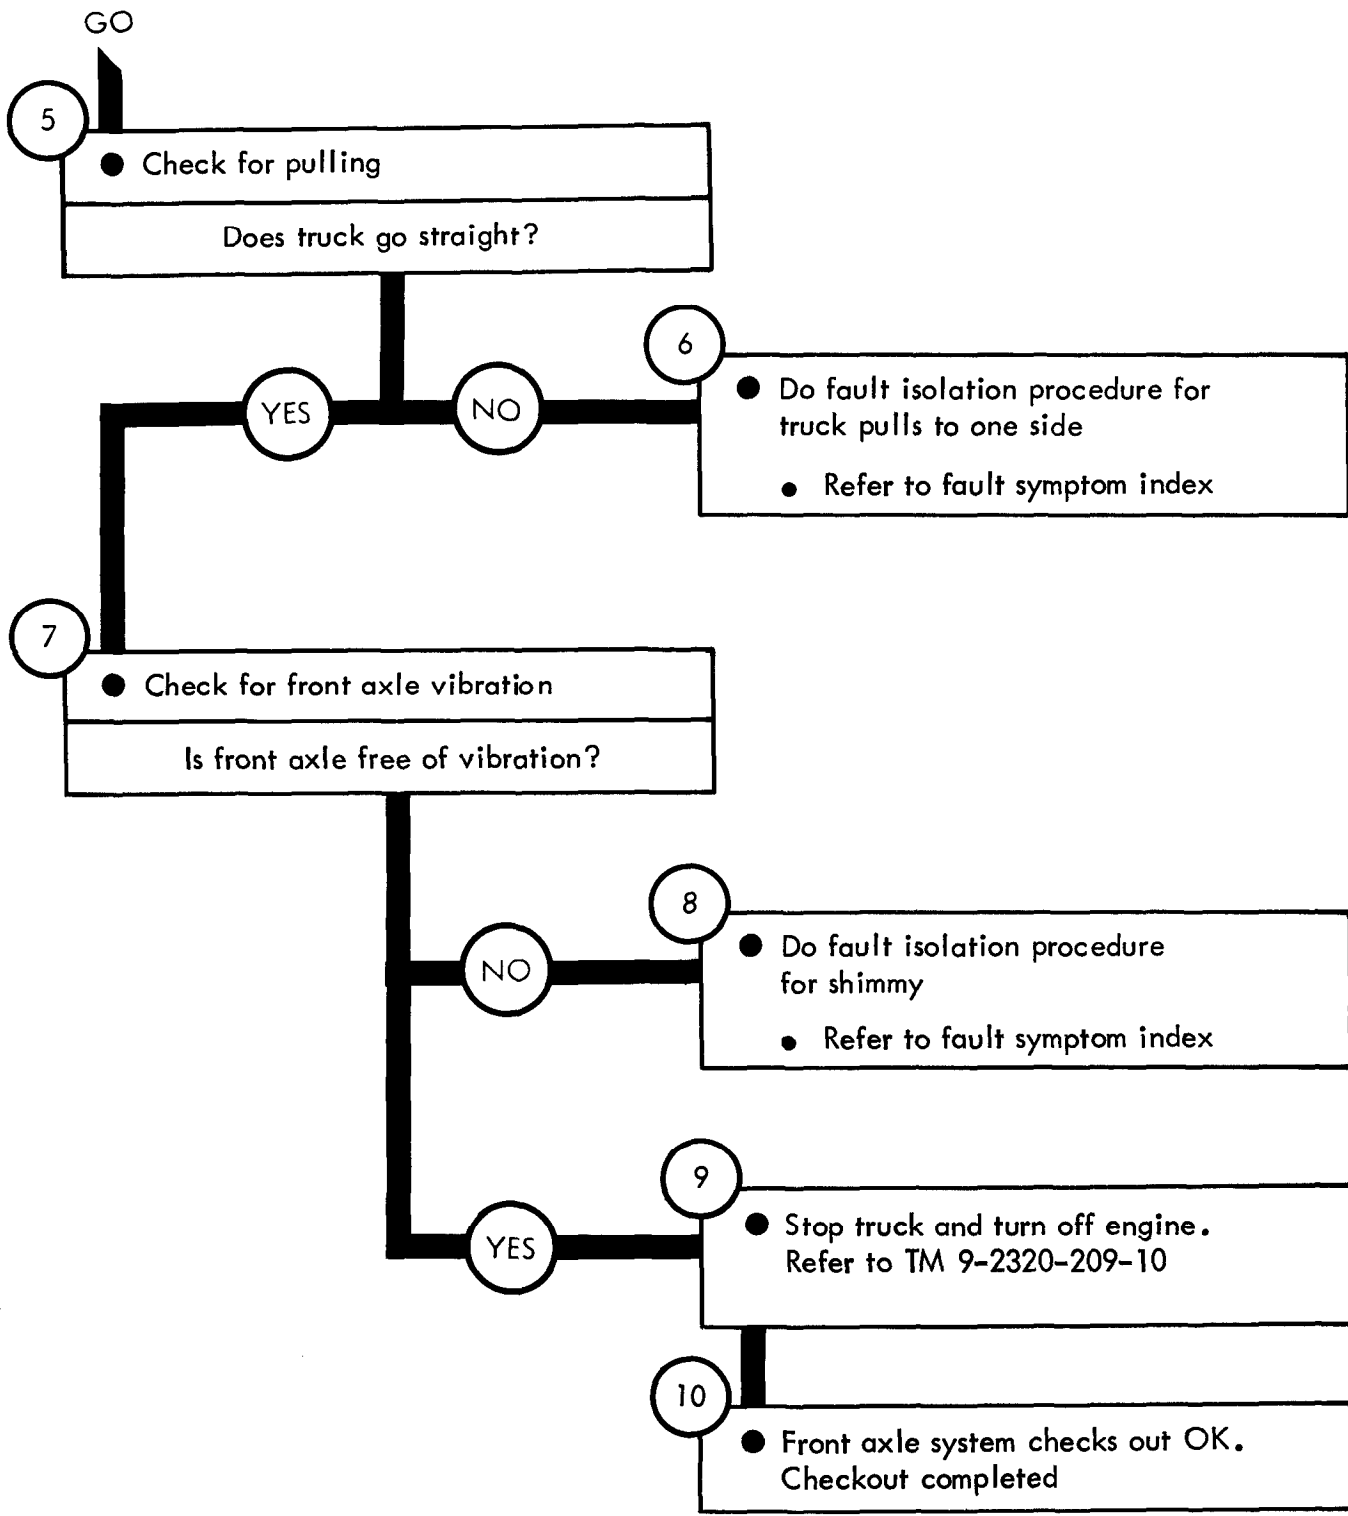 GO
5
● Check for pulling
Does truck go straight?
YES
NO
6
● Do fault isolation procedure for
truck pulls to one side
● Refer to fault symptom index
7
● Check for front axle vibration
Is front axle free of vibration?
NO
8
● Do fault isolation procedure
for shimmy
● Refer to fault symptom index
YES
9
● Stop truck and turn off engine.
Refer to TM 9-2320-209-10
10
● Front axle system checks out OK.
Checkout completed